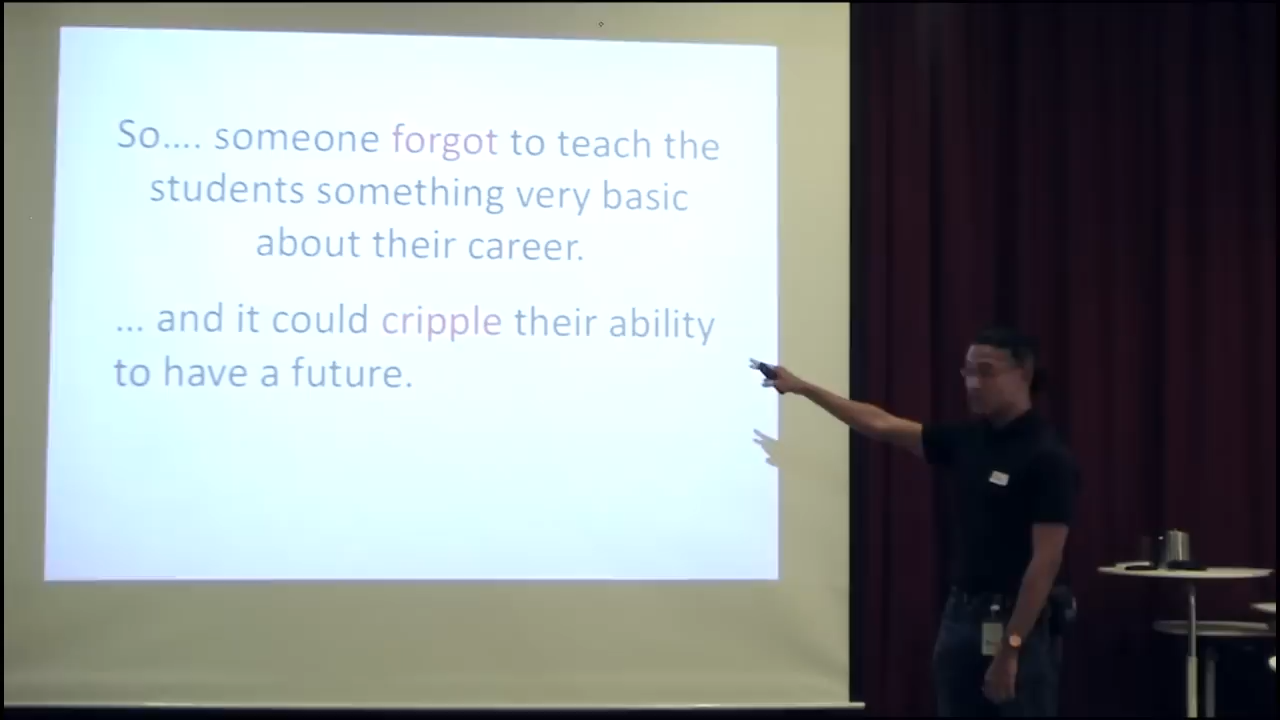 So.... someone forgot to teach the
students something very basic
about their career.
... and it could cripple their ability
to have a future.